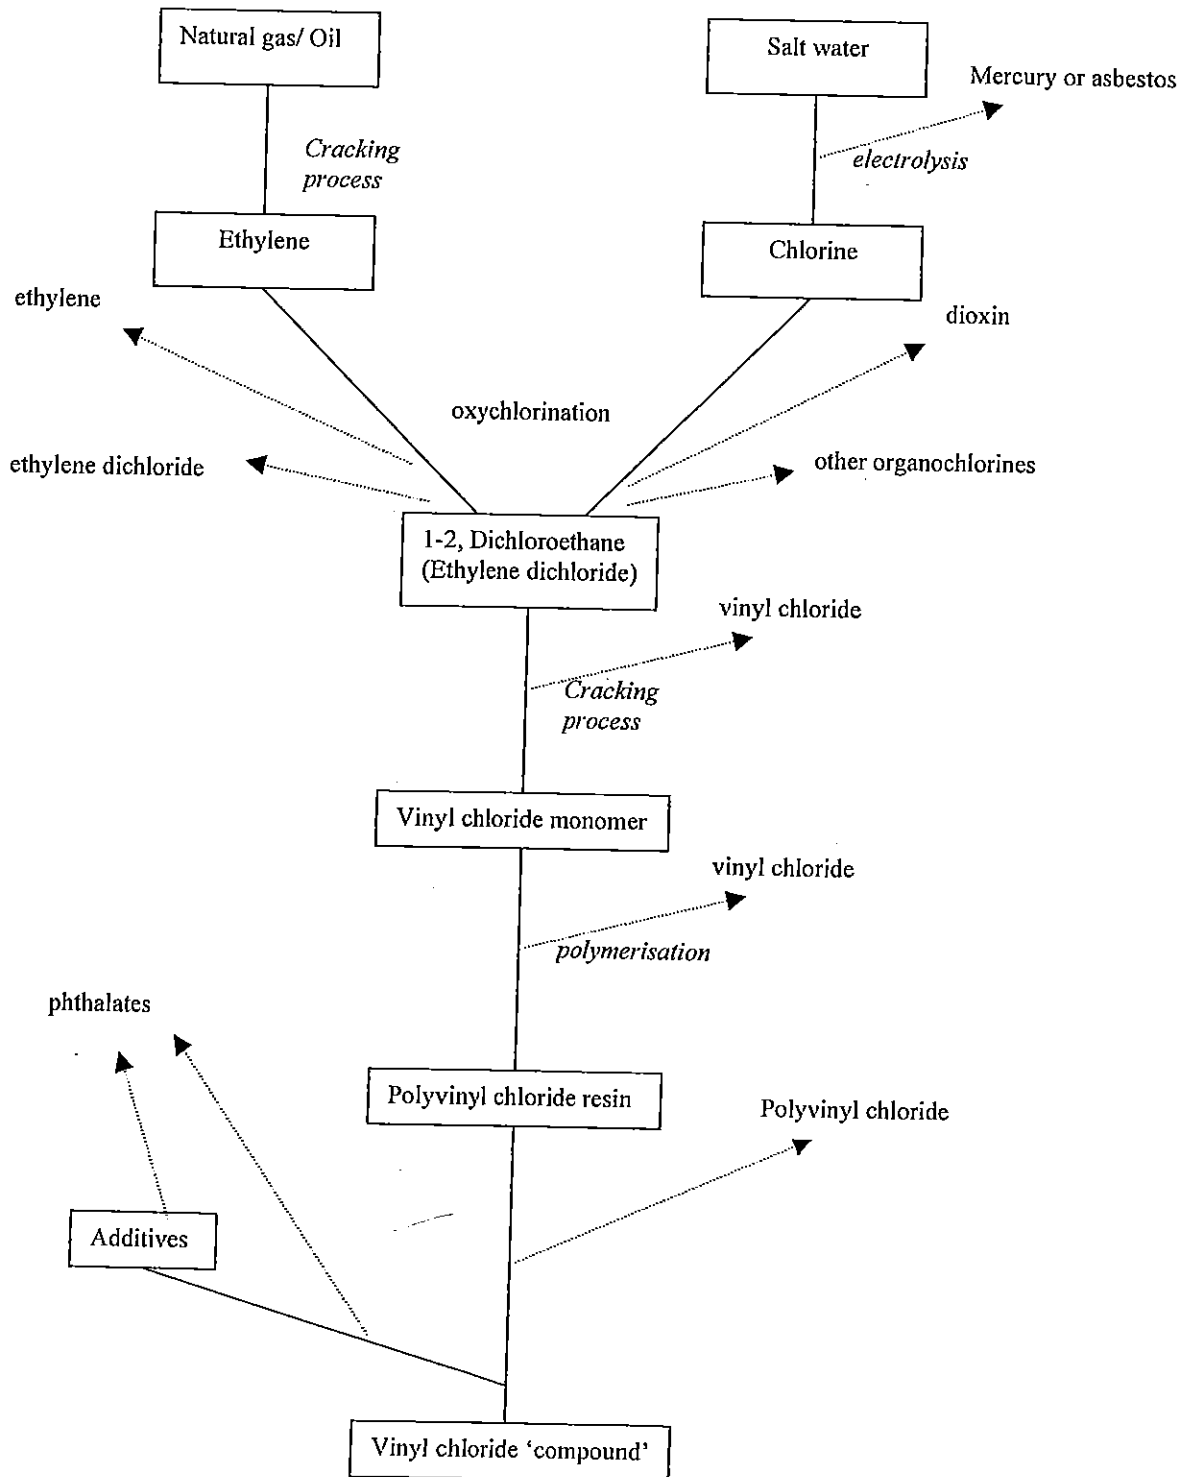 Natural gas/ Oil
Salt water
Mercury or asbestos
Cracking
process
electrolysis
Ethylene
Chlorine
ethylene
dioxin
oxychlorination
ethylene dichloride
other organochlorines
1-2, Dichloroethane
(Ethylene dichloride)
vinyl chloride
Cracking
process
Vinyl chloride monomer
vinyl chloride
polymerisation
phthalates
Polyvinyl chloride resin
Polyvinyl chloride
Additives
Vinyl chloride ‘compound’